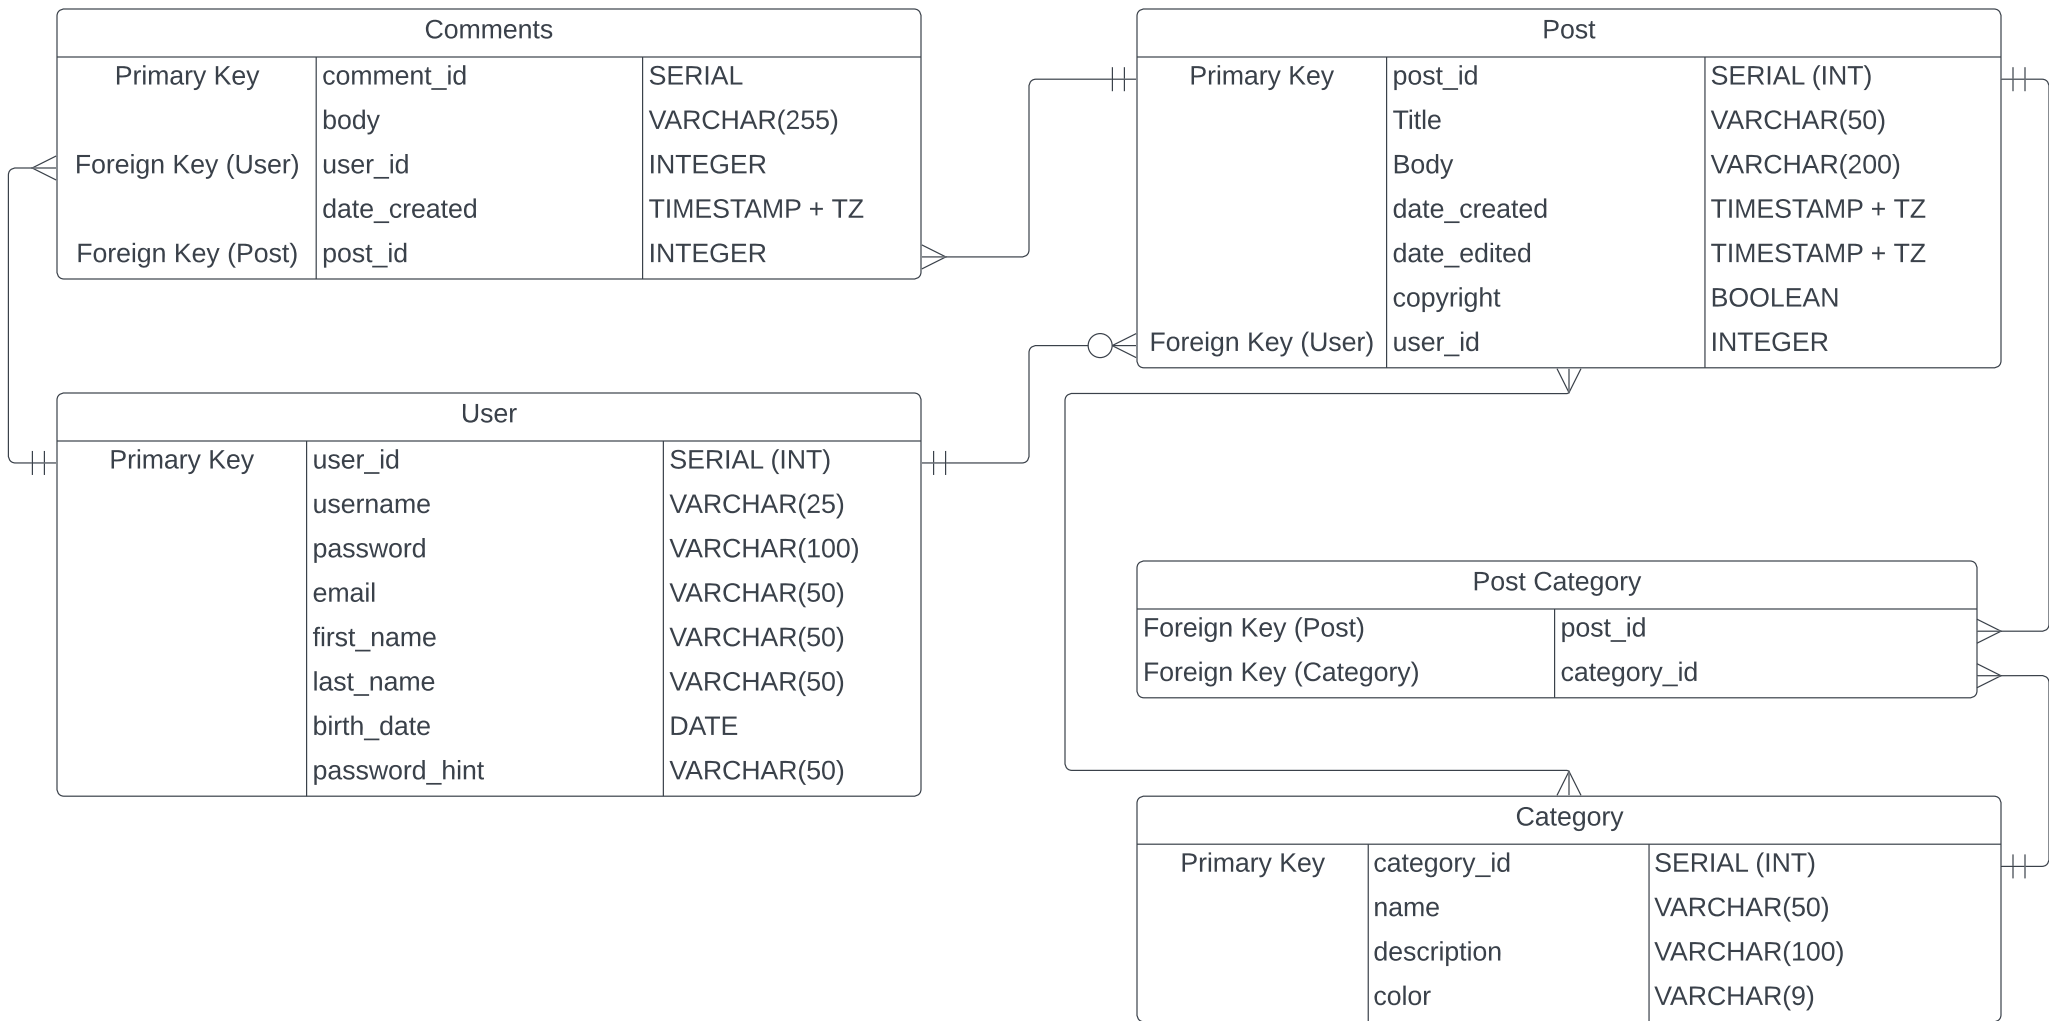 Comments
Primary Key comment_id SERIAL
body VARCHAR(255)
Foreign Key (User) user_id INTEGER
date_created TIMESTAMP + TZ
Foreign Key (Post) post_id INTEGER
Post
Primary Key post_id SERIAL (INT)
Title VARCHAR(50)
Body VARCHAR(200)
date_created TIMESTAMP + TZ
date_edited TIMESTAMP + TZ
copyright BOOLEAN
Foreign Key (User) user_id INTEGER
User
Primary Key user_id SERIAL (INT)
username VARCHAR(25)
password VARCHAR(100)
email VARCHAR(50)
first_name VARCHAR(50)
last_name VARCHAR(50)
birth_date DATE
password_hint VARCHAR(50)
Post Category
Foreign Key (Post) post_id
Foreign Key (Category) category_id
Category
Primary Key category_id SERIAL (INT)
name VARCHAR(50)
description VARCHAR(100)
color VARCHAR(9)